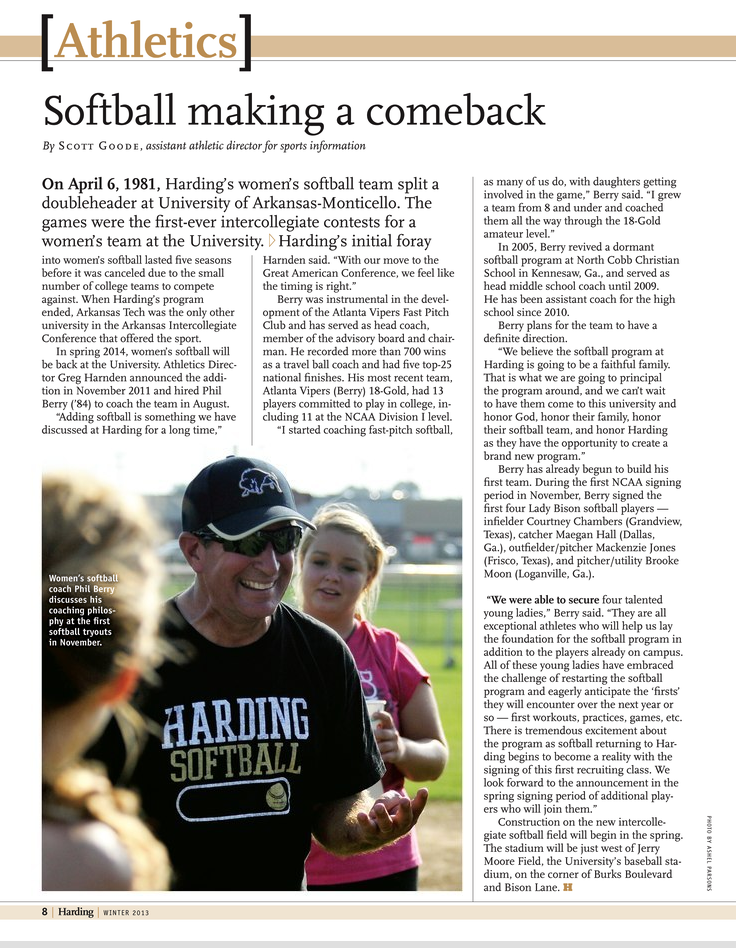 [Athletics]
Softball making a comeback
By Scott Goode, assistant athletic director for sports information
On April 6, 1981, Harding's women's softball team split a
doubleheader at University of Arkansas-Monticello. The
games were the first-ever intercollegiate contests for a
women's team at the University. ▷Harding's initial foray
into women's softball lasted five seasons
before it was canceled due to the small
number of college teams to compete
against. When Harding's program
ended, Arkansas Tech was the only other
university in the Arkansas Intercollegiate
Conference that offered the sport.
In spring 2014, women's softball will
be back at the University. Athletics Direc-
tor Greg Harnden announced the addi-
tion in November 2011 and hired Phil
Berry ('84) to coach the team in August.
"Adding softball is something we have
discussed at Harding for a long time,"
Harnden said. "With our move to the
Great American Conference, we feel like
the timing is right."
Berry was instrumental in the devel-
opment of the Atlanta Vipers Fast Pitch
Club and has served as head coach,
member of the advisory board and chair-
man. He recorded more than 700 wins
as a travel ball coach and had five top-25
national finishes. His most recent team,
Atlanta Vipers (Berry) 18-Gold, had 13
players committed to play in college, in-
cluding 11 at the NCAA Division I level.
"I started coaching fast-pitch softball,
as many of us do, with daughters getting
involved in the game," Berry said. "I grew
a team from 8 and under and coached
them all the way through the 18-Gold
amateur level."
In 2005, Berry revived a dormant
softball program at North Cobb Christian
School in Kennesaw, Ga., and served as
head middle school coach until 2009.
He has been assistant coach for the high
school since 2010.
Berry plans for the team to have a
definite direction.
"We believe the softball program at
Harding is going to be a faithful family.
That is what we are going to principal
the program around, and we can't wait
to have them come to this university and
honor God, honor their family, honor
their softball team, and honor Harding
as they have the opportunity to create a
brand new program."
Berry has already begun to build his
first team. During the first NCAA signing
period in November, Berry signed the
first four Lady Bison softball players —
infielder Courtney Chambers (Grandview,
Texas), catcher Maegan Hall (Dallas,
Ga.), outfielder/pitcher Mackenzie Jones
(Frisco, Texas), and pitcher/utility Brooke
Moon (Loganville, Ga.).
"We were able to secure four talented
young ladies," Berry said. "They are all
exceptional athletes who will help us lay
the foundation for the softball program in
addition to the players already on campus.
All of these young ladies have embraced
the challenge of restarting the softball
program and eagerly anticipate the 'firsts'
they will encounter over the next year or
so — first workouts, practices, games, etc.
There is tremendous excitement about
the program as softball returning to Har-
ding begins to become a reality with the
signing of this first recruiting class. We
look forward to the announcement in the
spring signing period of additional play-
ers who will join them."
Construction on the new intercolle-
giate softball field will begin in the spring.
The stadium will be just west of Jerry
Moore Field, the University's baseball sta-
dium, on the corner of Burks Boulevard
and Bison Lane. H
Women's softball
coach Phil Berry
discusses his
coaching philos-
phy at the first
softball tryouts
in November.
HARDING
SOFTBALL
PHOTO BY ASHEL PARSONS
8 | Harding | WINTER 2013